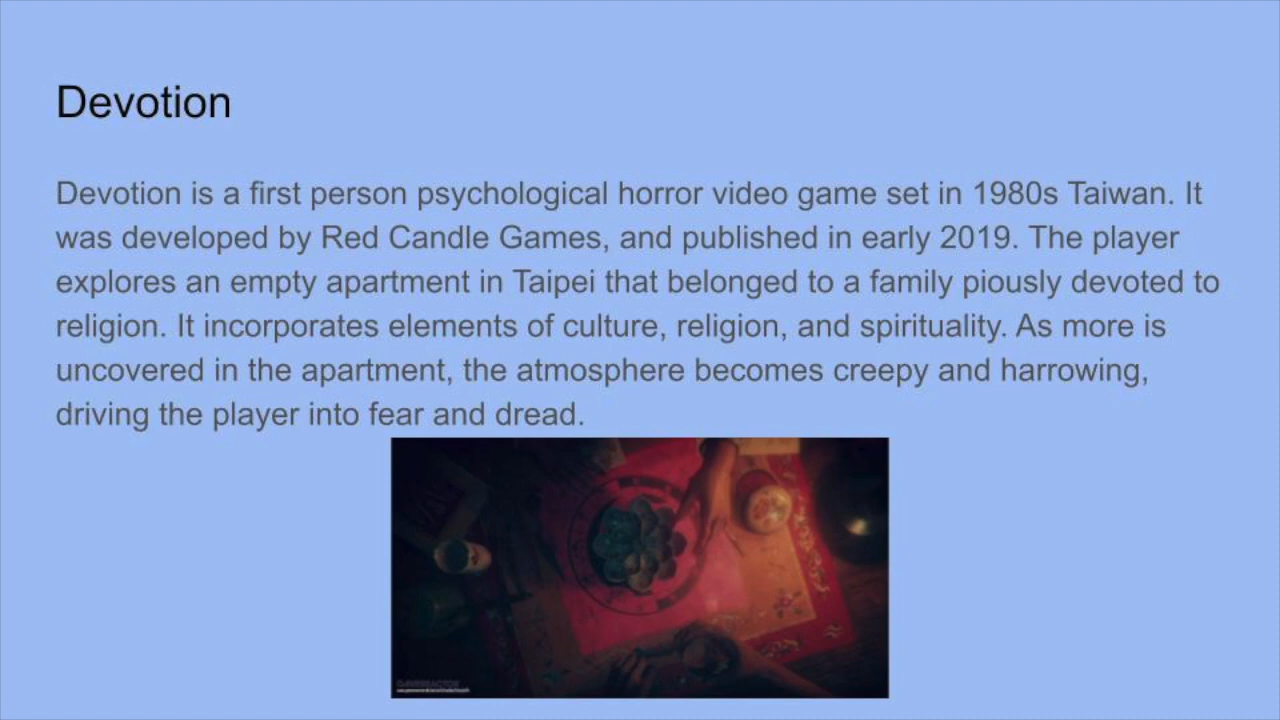 Devotion
Devotion is a first person psychological horror video game set in 1980s Taiwan. It
was developed by Red Candle Games, and published in early 2019. The player
explores an empty apartment in Taipei that belonged to a family piously devoted to
religion. It incorporates elements of culture, religion, and spirituality. As more is
uncovered in the apartment, the atmosphere becomes creepy and harrowing,
driving the player into fear and dread.
GAMEREACTOR